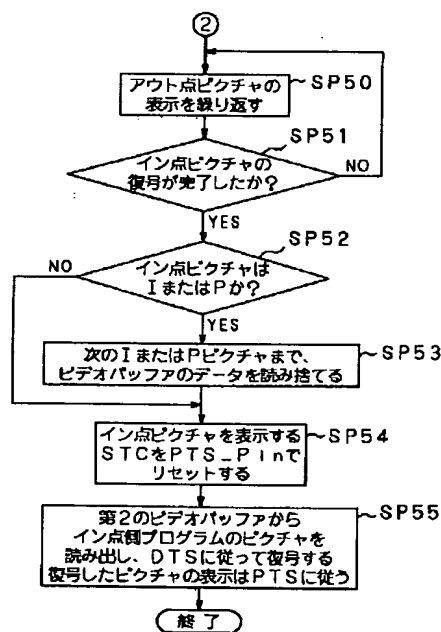 2
アウト点ピクチャの
表示を繰り返す
SP50
SP51
イン点ピクチャの
復号が完了したか?
NO
YES
SP52
NO
イン点ピクチャは
IまたはPか?
YES
次のIまたはPピクチャまで、
ビデオバッファのデータを読み捨てる
SP53
イン点ピクチャを表示する
STCをPTS_Pinで
リセットする
SP54
SP55
第2のビデオバッファから
イン点側プログラムのピクチャを
読み出し、DTSに従って復号する
復号したピクチャの表示はPTSに従う
終了